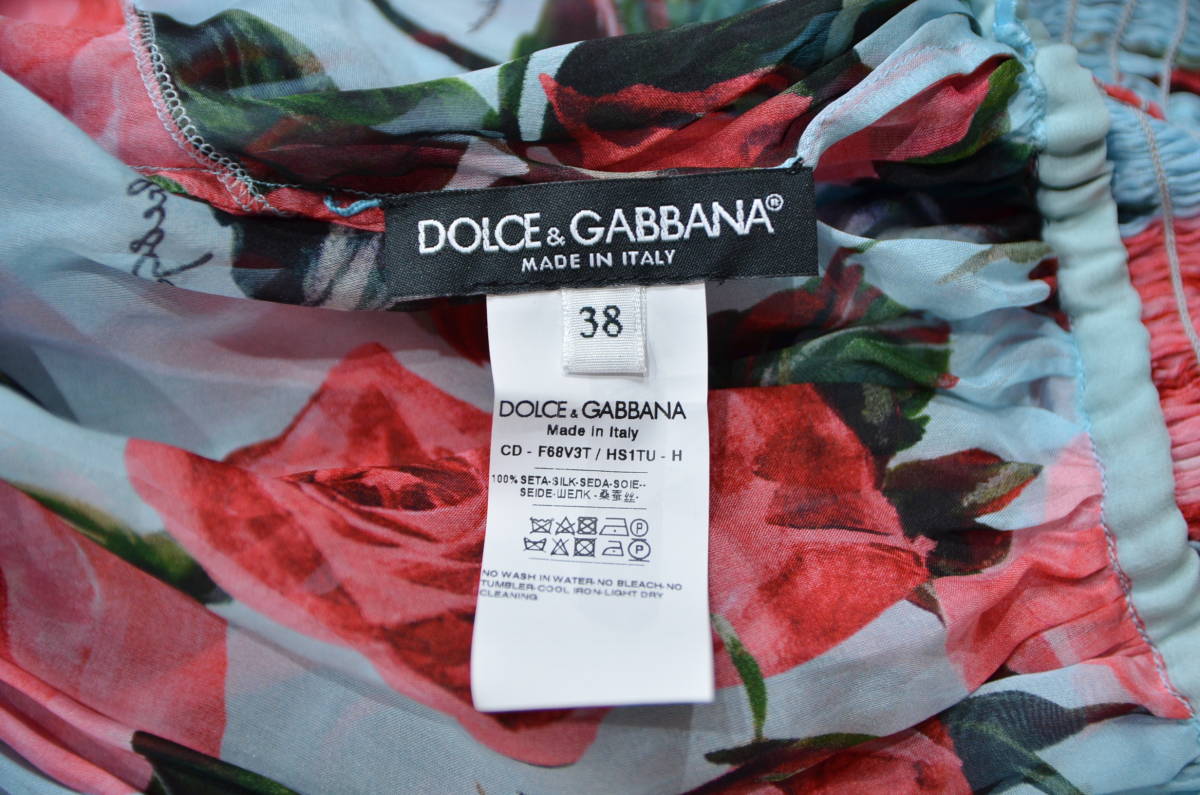 DOLCE & GABBANA®
MADE IN ITALY
38
DOLCE & GABBANA
Made in Italy
CD - F68V3T / HS1TU - H
100% SETA-SILK-SEDA-SOIE--
SEIDE-ШЕЛК -桑蚕丝-
NO WASH IN WATER-NO BLEACH-NO
TUMBLER-COOL IRON-LIGHT DRY
CLEANING